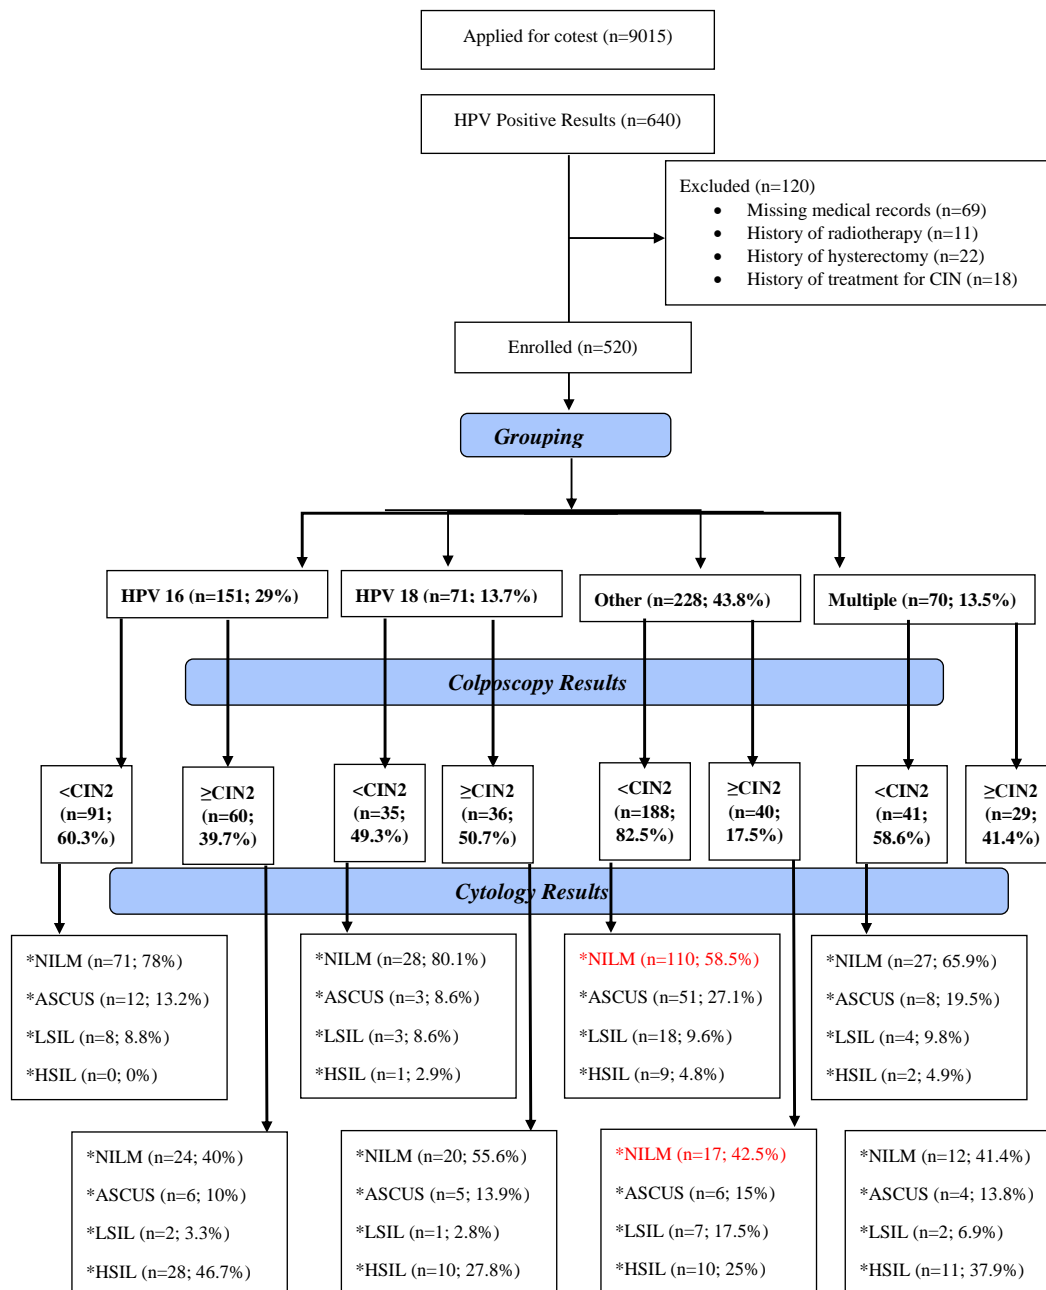 Applied for cotest (n=9015)
HPV Positive Results (n=640)
Excluded (n=120)
• Missing medical records (n=69)
• History of radiotherapy (n=11)
• History of hysterectomy (n=22)
• History of treatment for CIN (n=18)
Enrolled (n=520)
Grouping
HPV 16 (n=151; 29%)
HPV 18 (n=71; 13.7%)
Other (n=228; 43.8%)
Multiple (n=70; 13.5%)
Colposcopy Results
<CIN2
(n=91;
60.3%)
≥CIN2
(n=60;
39.7%)
<CIN2
(n=35;
49.3%)
≥CIN2
(n=36;
50.7%)
<CIN2
(n=188;
82.5%)
≥CIN2
(n=40;
17.5%)
<CIN2
(n=41;
58.6%)
≥CIN2
(n=29;
41.4%)
Cytology Results
*NILM (n=71; 78%)
*ASCUS (n=12; 13.2%)
*LSIL (n=8; 8.8%)
*HSIL (n=0; 0%)
*NILM (n=28; 80.1%)
*ASCUS (n=3; 8.6%)
*LSIL (n=3; 8.6%)
*HSIL (n=1; 2.9%)
*NILM (n=110; 58.5%)
*ASCUS (n=51; 27.1%)
*LSIL (n=18; 9.6%)
*HSIL (n=9; 4.8%)
*NILM (n=27; 65.9%)
*ASCUS (n=8; 19.5%)
*LSIL (n=4; 9.8%)
*HSIL (n=2; 4.9%)
*NILM (n=24; 40%)
*ASCUS (n=6; 10%)
*LSIL (n=2; 3.3%)
*HSIL (n=28; 46.7%)
*NILM (n=20; 55.6%)
*ASCUS (n=5; 13.9%)
*LSIL (n=1; 2.8%)
*HSIL (n=10; 27.8%)
*NILM (n=17; 42.5%)
*ASCUS (n=6; 15%)
*LSIL (n=7; 17.5%)
*HSIL (n=10; 25%)
*NILM (n=12; 41.4%)
*ASCUS (n=4; 13.8%)
*LSIL (n=2; 6.9%)
*HSIL (n=11; 37.9%)